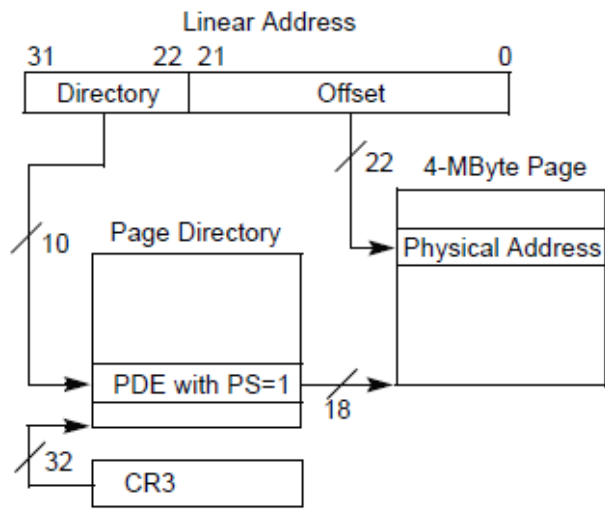 Linear Address
31 22 21 0
Directory Offset
22
4-MByte Page
10
Page Directory
Physical Address
PDE with PS=1
18
32
CR3